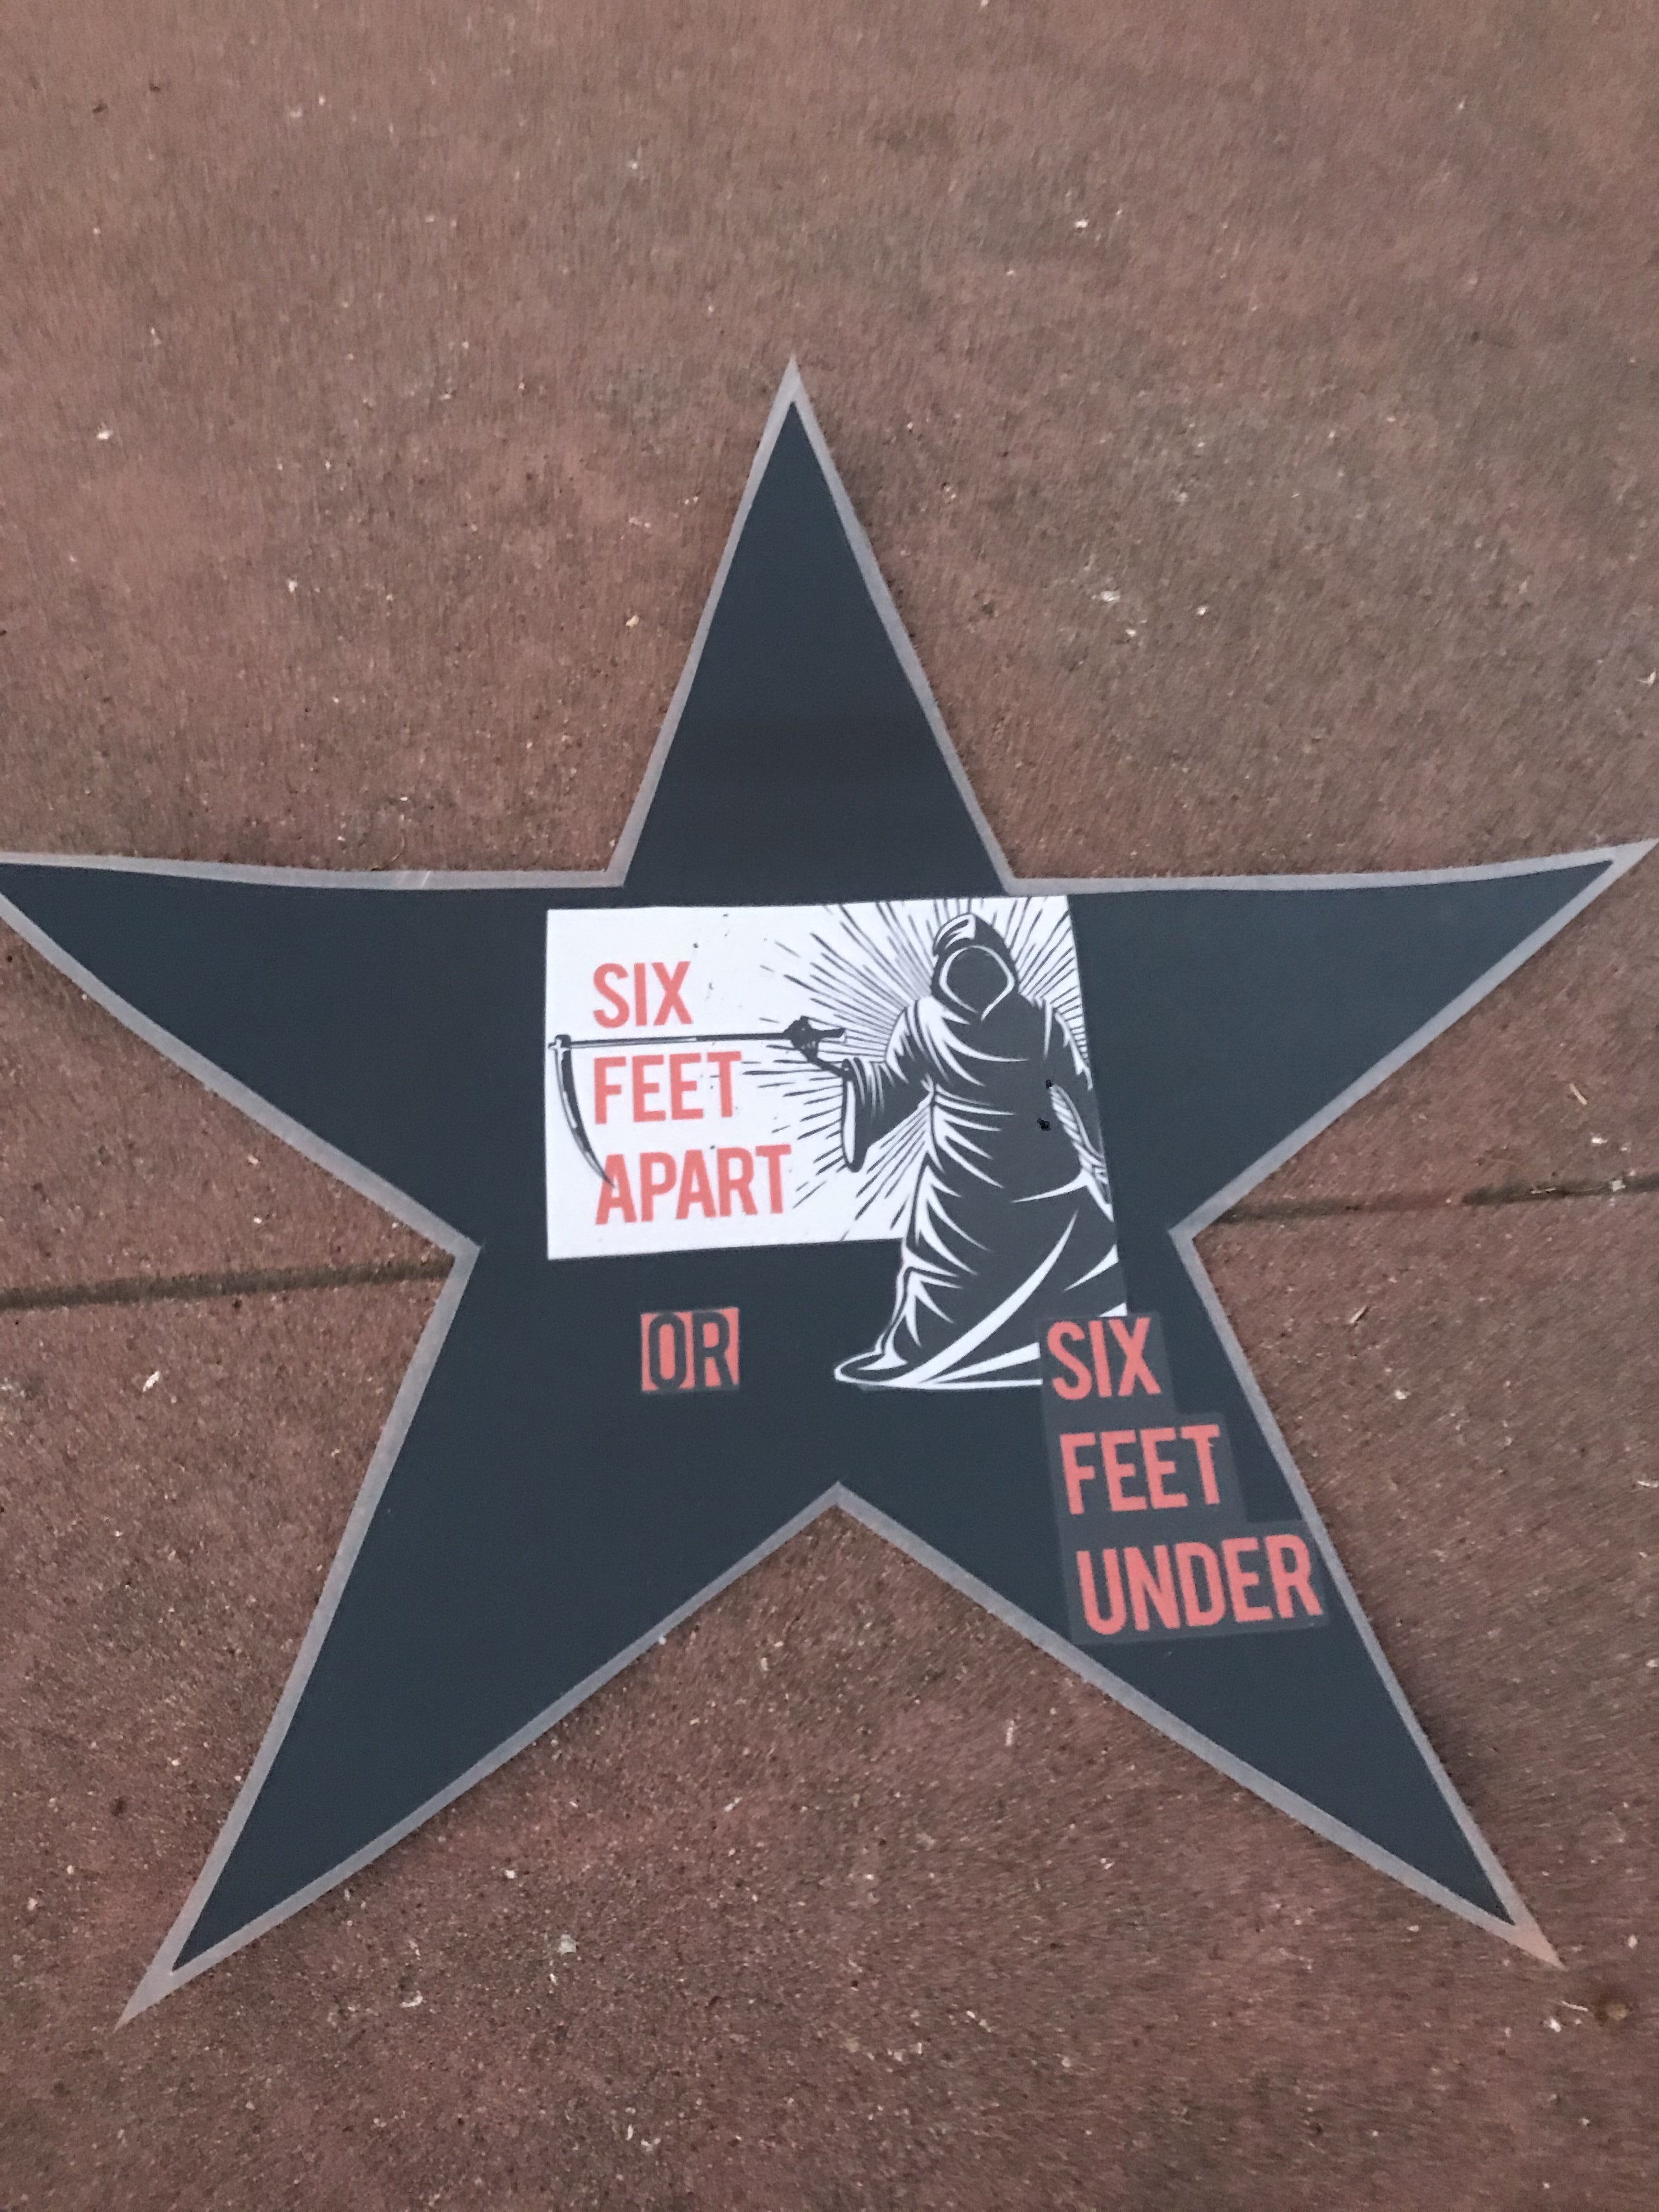 SIX
FEET
APART
OR
SIX
FEET
UNDER